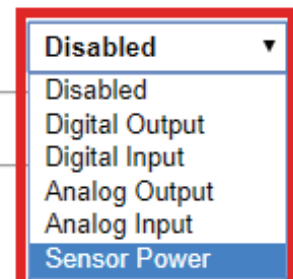 Disabled
Disabled
Digital Output
Digital Input
Analog Output
Analog Input
Sensor Power